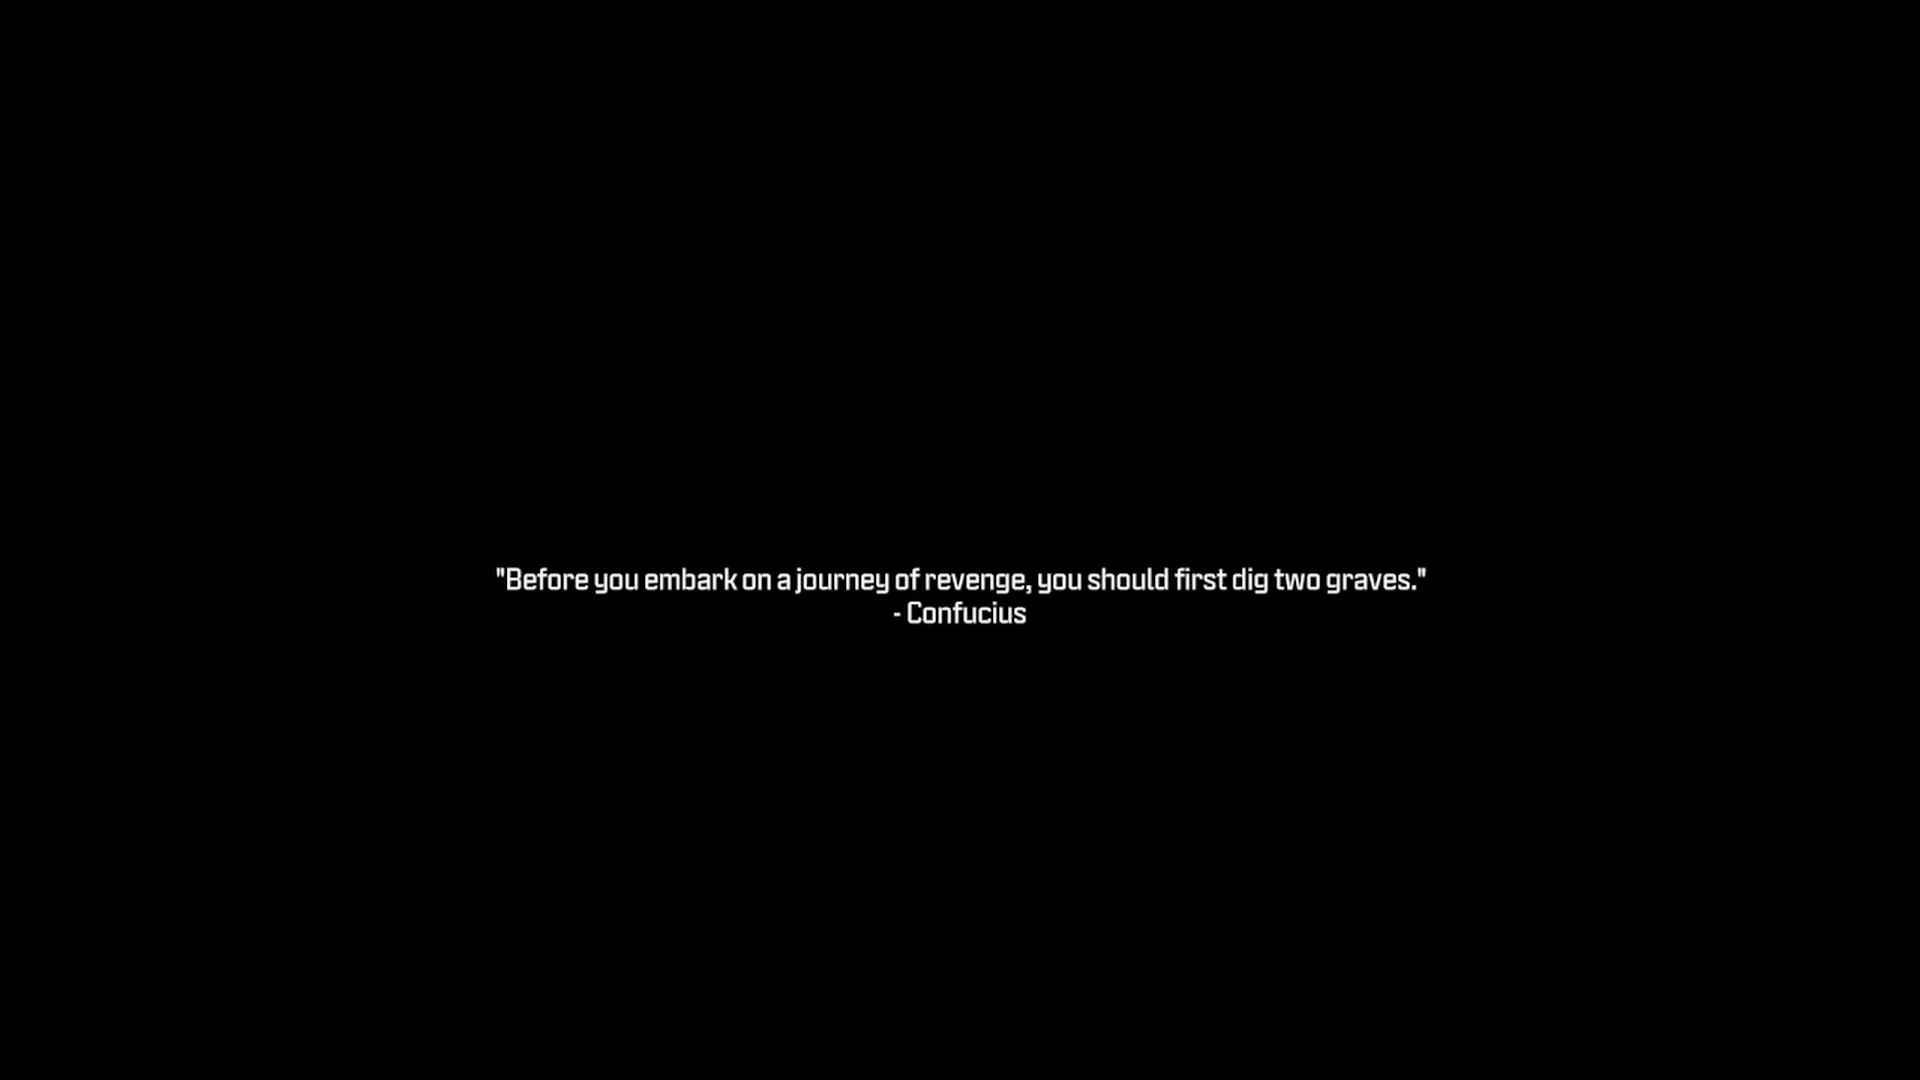 "Before you embark on a journey of revenge, you should first dig two graves."
- Confucius